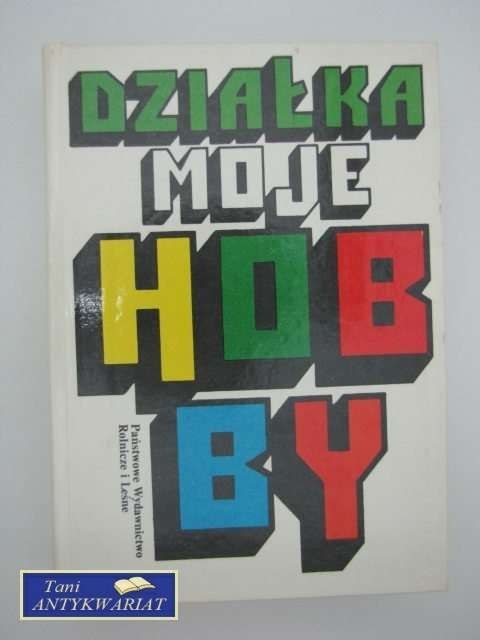 DZIAŁKA
MOJE
HOB
BY
Państwowe Wydawnictwo
Rolnicze i Leśne
Tani
ANTYKWARIAT